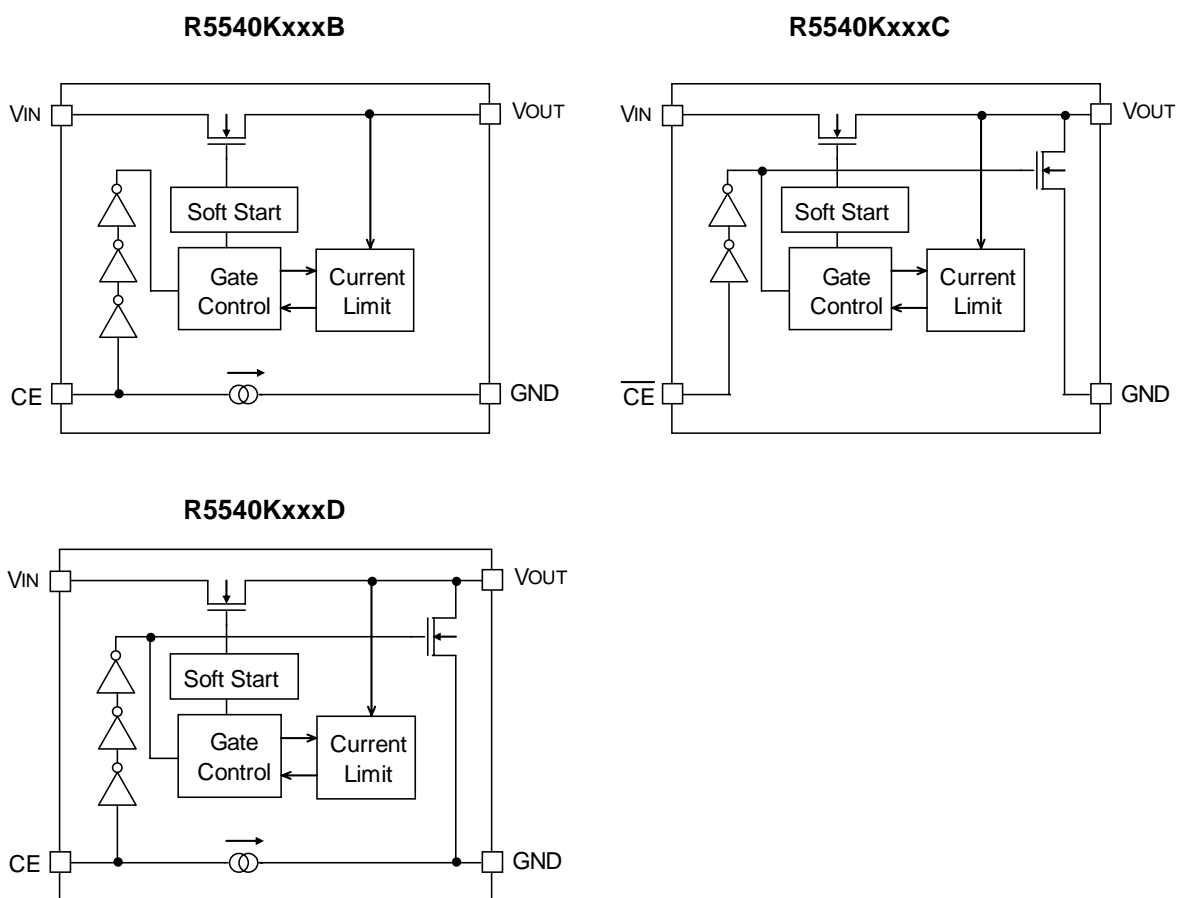 R5540KxxxB
VIN
VOUT
Soft Start
Gate
Control
Current
Limit
CE
GND
R5540KxxxC
VIN
VOUT
Soft Start
Gate
Control
Current
Limit
CE
GND
R5540KxxxD
VIN
VOUT
Soft Start
Gate
Control
Current
Limit
CE
GND